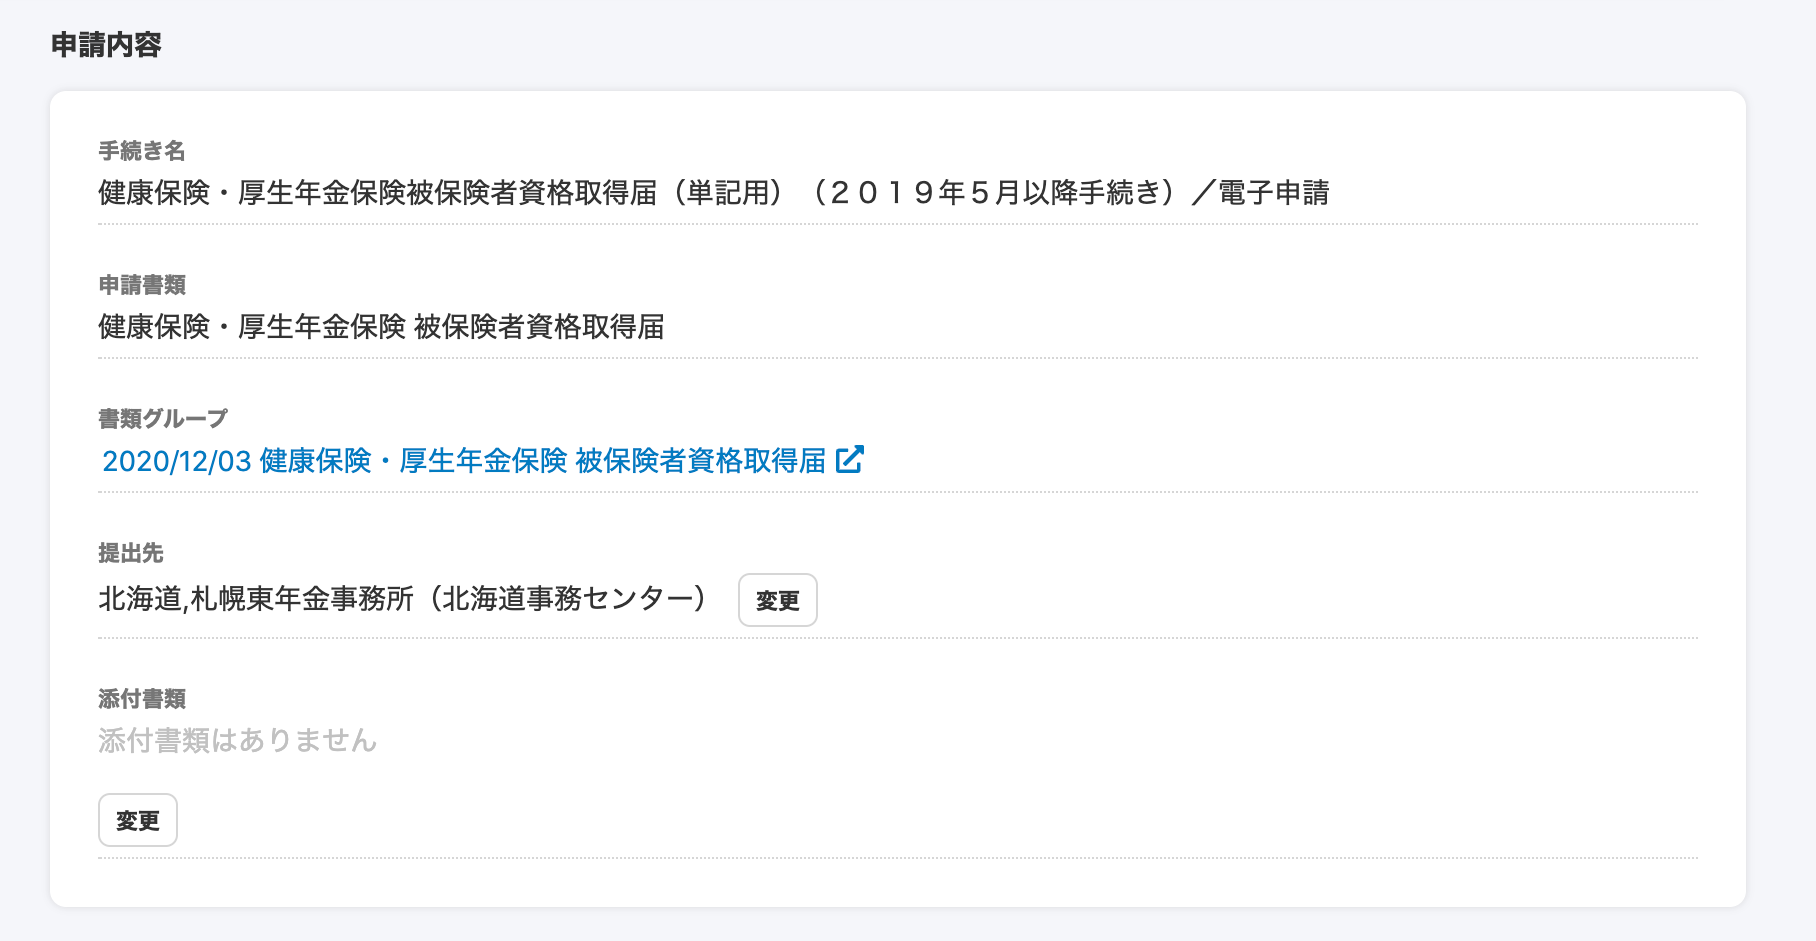 申請内容
手続き名
健康保険・厚生年金保険被保険者資格取得届（単記用）（２０１９年５月以降手続き）／電子申請
申請書類
健康保険・厚生年金保険 被保険者資格取得届
書類グループ
2020/12/03 健康保険・厚生年金保険 被保険者資格取得届
提出先
北海道,札幌東年金事務所（北海道事務センター） 変更
添付書類
添付書類はありません
変更